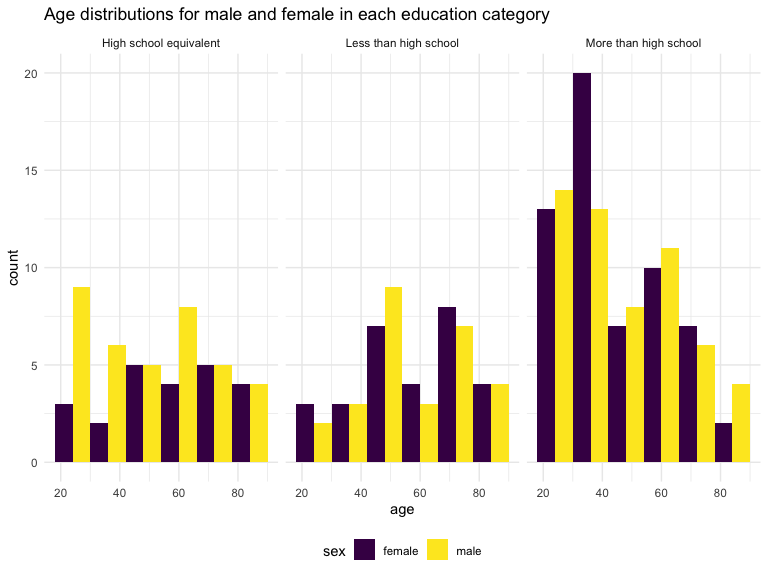 Age distributions for male and female in each education category
High school equivalent
Less than high school
More than high school
20
15
10
5
0
count
20 40 60 80
20 40 60 80
20 40 60 80
age
sex female male